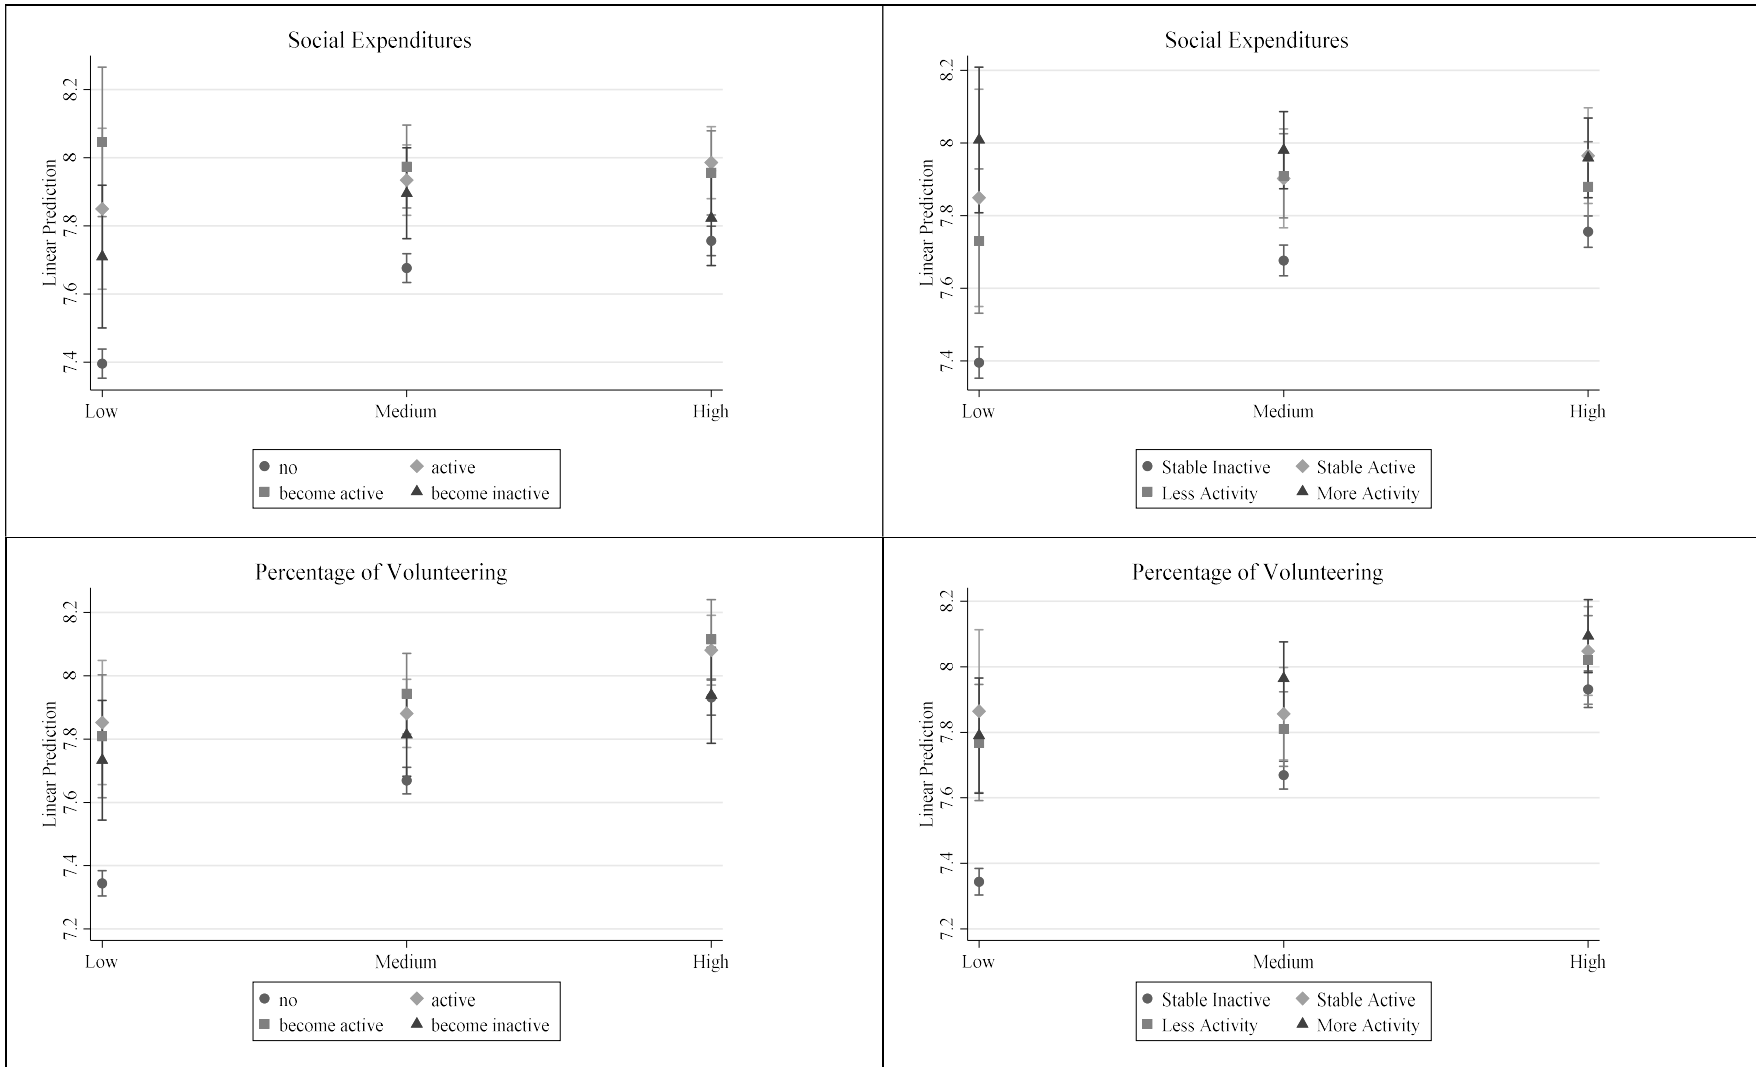 Social Expenditures
Linear Prediction
8.2
8
7.8
7.6
7.4
Low Medium High
no active
become active become inactive
Social Expenditures
Linear Prediction
8.2
8
7.8
7.6
7.4
Low Medium High
Stable Inactive Stable Active
Less Activity More Activity
Percentage of Volunteering
Linear Prediction
8.2
8
7.8
7.6
7.4
7.2
Low Medium High
no active
become active become inactive
Percentage of Volunteering
Linear Prediction
8.2
8
7.8
7.6
7.4
7.2
Low Medium High
Stable Inactive Stable Active
Less Activity More Activity